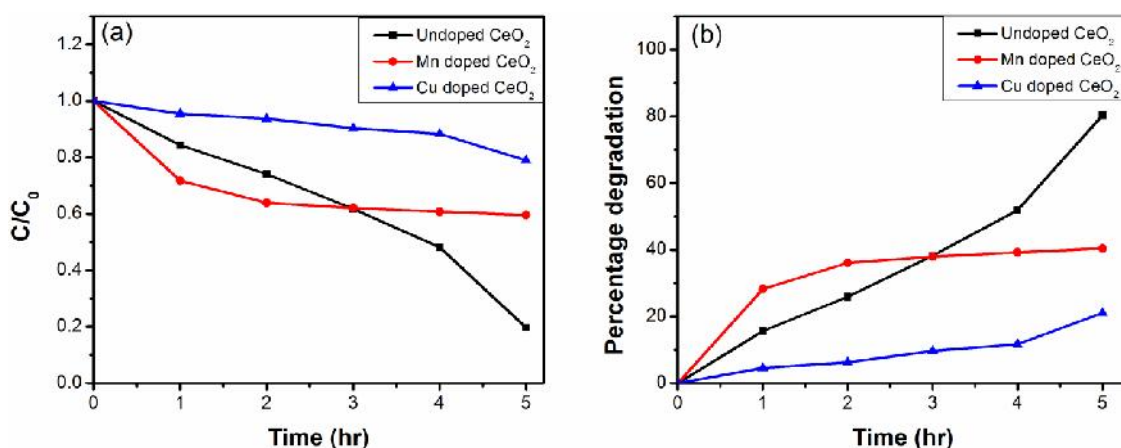 (a)
Undoped CeO2
Mn doped CeO2
Cu doped CeO2
1.2
1.0
0.8
0.6
0.4
0.2
0.0
C/C0
0 1 2 3 4 5
Time (hr)
(b)
Undoped CeO2
Mn doped CeO2
Cu doped CeO2
100
80
60
40
20
0
Percentage degradation
0 1 2 3 4 5
Time (hr)